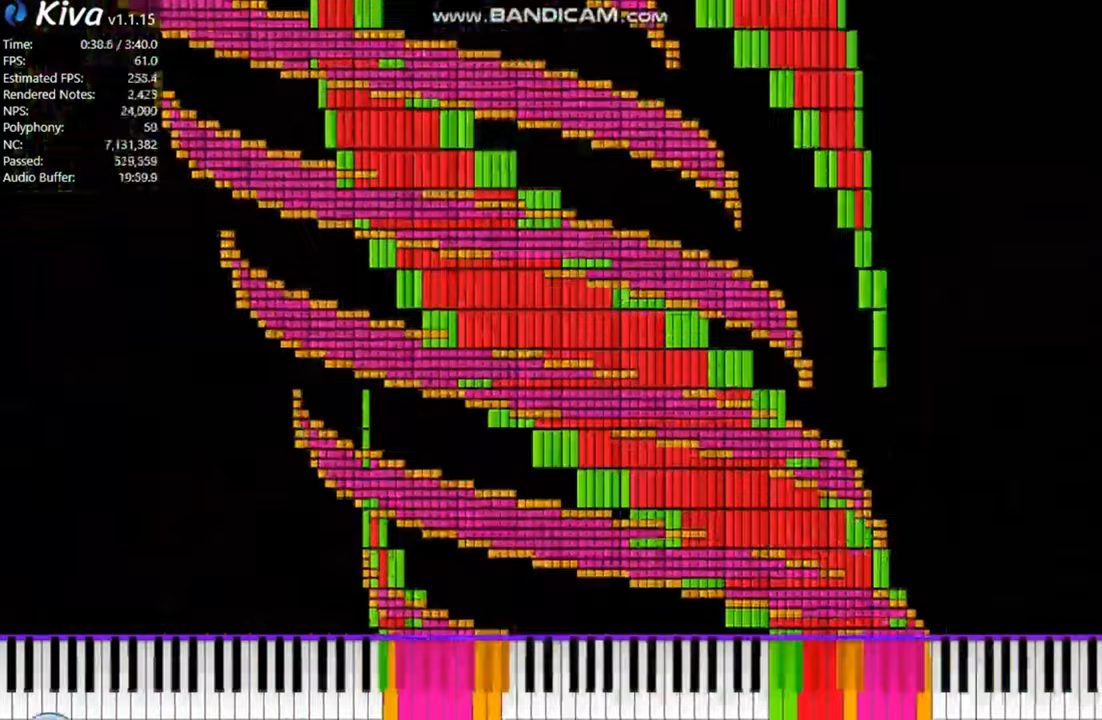 Kiva v1.1.15
www.BANDICAM.com
Time: 0:38.6 / 3:40.0
FPS: 61.0
Estimated FPS: 253.4
Rendered Notes: 2,423
NPS: 24,000
Polyphony: 50
NC: 7,131,382
Passed: 529,559
Audio Buffer: 19:59.9